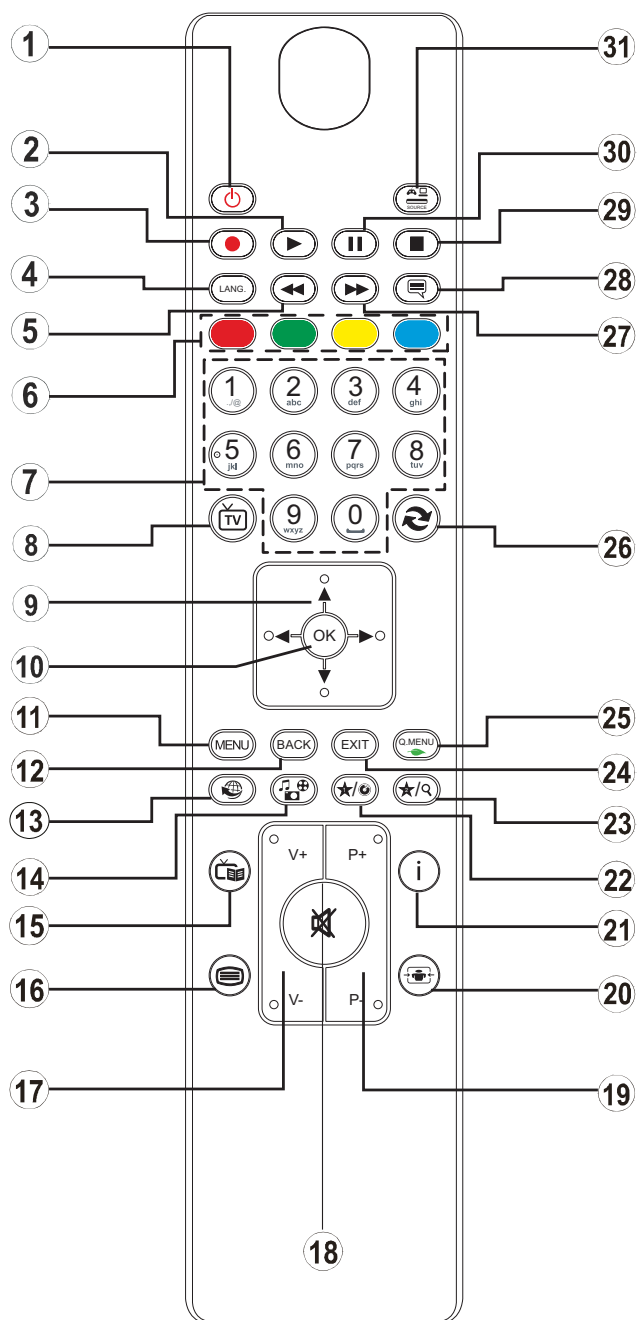 1
31
2
30
SOURCE
3
29
4
LANG.
28
5
27
6
1 2 3 4
./@ abc def ghi
5 6 7 8
jkl mno pqrs tuv
7
TV
9 0
wxyz
8
26
9
OK
10
11
25
MENU BACK EXIT Q.MENU
12
24
13
23
14
22
V+ P+
i
15
21
16
20
V- P-
17
19
18